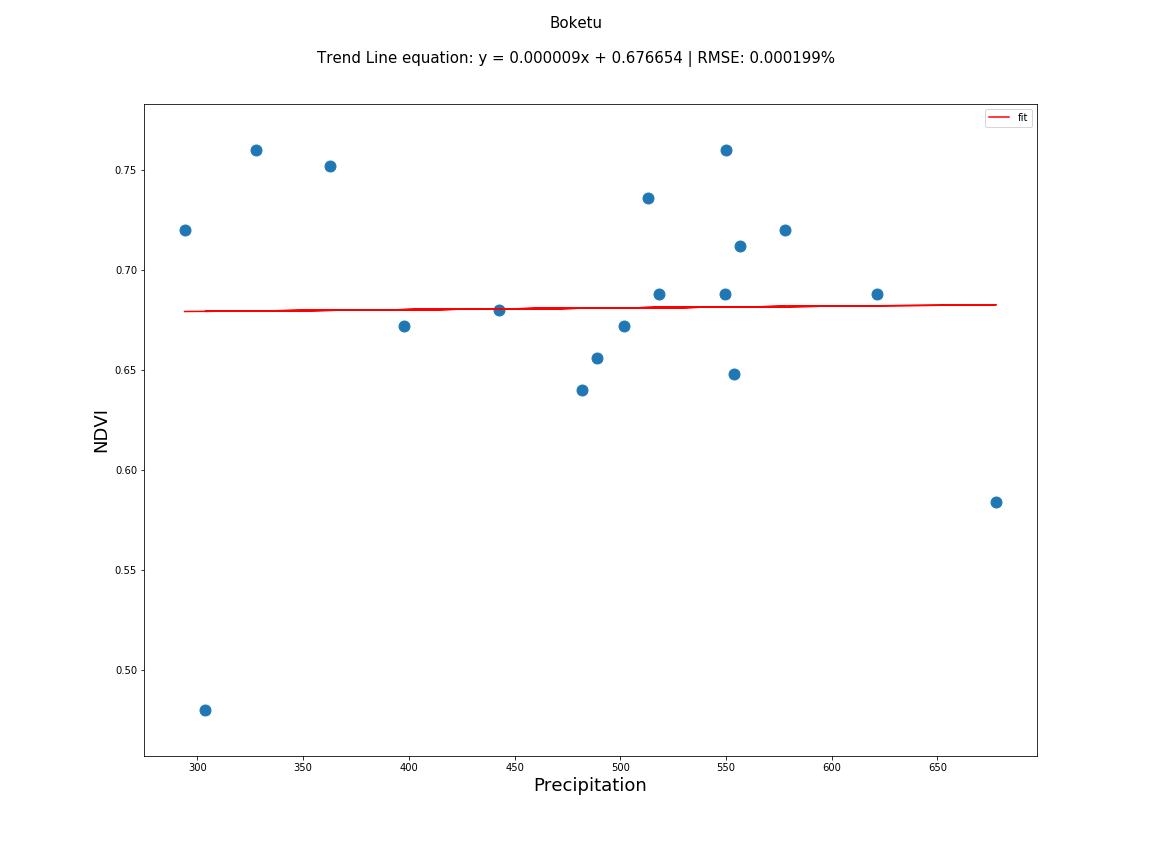 Boketu
Trend Line equation: y = 0.000009x + 0.676654 | RMSE: 0.000199%
fit
0.75
0.70
0.65
0.60
0.55
0.50
NDVI
300 350 400 450 500 550 600 650
Precipitation